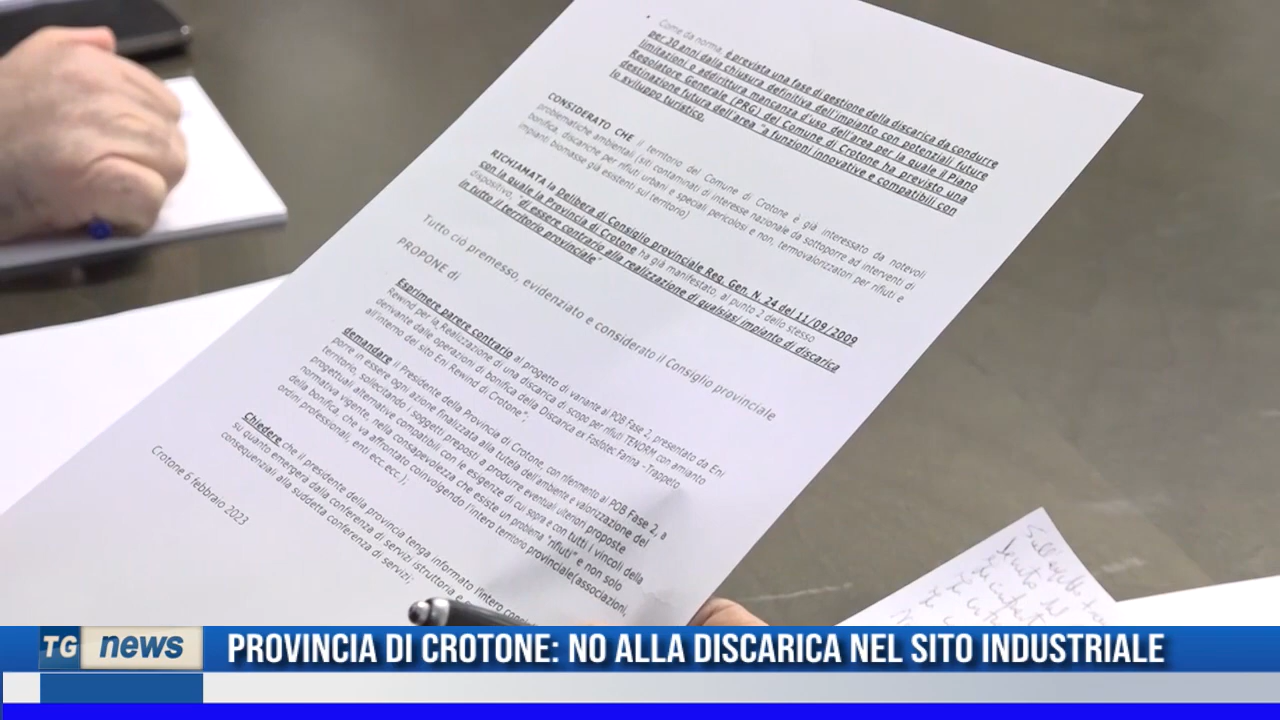 Come da norma, è prevista una fase di gestione della discarica da condurre
per 30 anni dalla chiusura definitiva dell'impianto con potenziali future
limitazioni o addirittura mancanza d'uso dell'area per la quale il Piano
Regolatore Generale (PRG) del Comune di Crotone ha previsto una
destinazione futura dell'area "a funzioni innovative e compatibili con
lo sviluppo turistico.
CONSIDERATO CHE il territorio del Comune di Crotone è già interessato da notevoli
problematiche ambientali (siti contaminati di interesse nazionale da sottoporre ad interventi di
bonifica, discariche per rifiuti urbani e speciali pericolosi e non, termovalorizzatori per rifiuti e
impianti biomasse già esistenti sul territorio)
RICHIAMATA la Delibera di Consiglio provinciale Reg. Gen. N. 24 del 11/09/2009
con la quale la Provincia di Crotone ha già manifestato, al punto 2 dello stesso
dispositivo, "di essere contrario alla realizzazione di qualsiasi impianto di discarica
in tutto il territorio provinciale"
Tutto ciò premesso, evidenziato e considerato il Consiglio provinciale
PROPONE di
Esprimere parere contrario al progetto di variante al POB Fase 2, presentato da Eni
Rewind per la, Realizzazione di una discarica di scopo per rifiuti TENORM con amianto
derivante dalle operazioni di bonifica della Discarica ex Fosfotec Farina -Trappeto
all'interno del sito Eni Rewind di Crotone";
demandare il Presidente della Provincia di Crotone, con riferimento al POB Fase 2, a
porre in essere ogni azione finalizzata alla tutela dell'ambiente e valorizzazione del
territorio, sollecitando i soggetti preposti a produrre eventuali ulteriori proposte
progettuali alternative compatibili con le esigenze di cui sopra e con tutti i vincoli della
normativa vigente, nella consapevolezza che esiste un problema "rifiuti" e non solo
della bonifica, che va affrontato coinvolgendo l'intero territorio provinciale(associazioni,
ordini professionali, enti ecc.ecc.);
Chiedere che il presidente della provincia tenga informato l'intero
su quanto emergerà dalla conferenza di servizi istruttoria e
consequenziali alla suddetta conferenza di servizi;
Crotone 6 febbraio 2023
TG news
PROVINCIA DI CROTONE: NO ALLA DISCARICA NEL SITO INDUSTRIALE